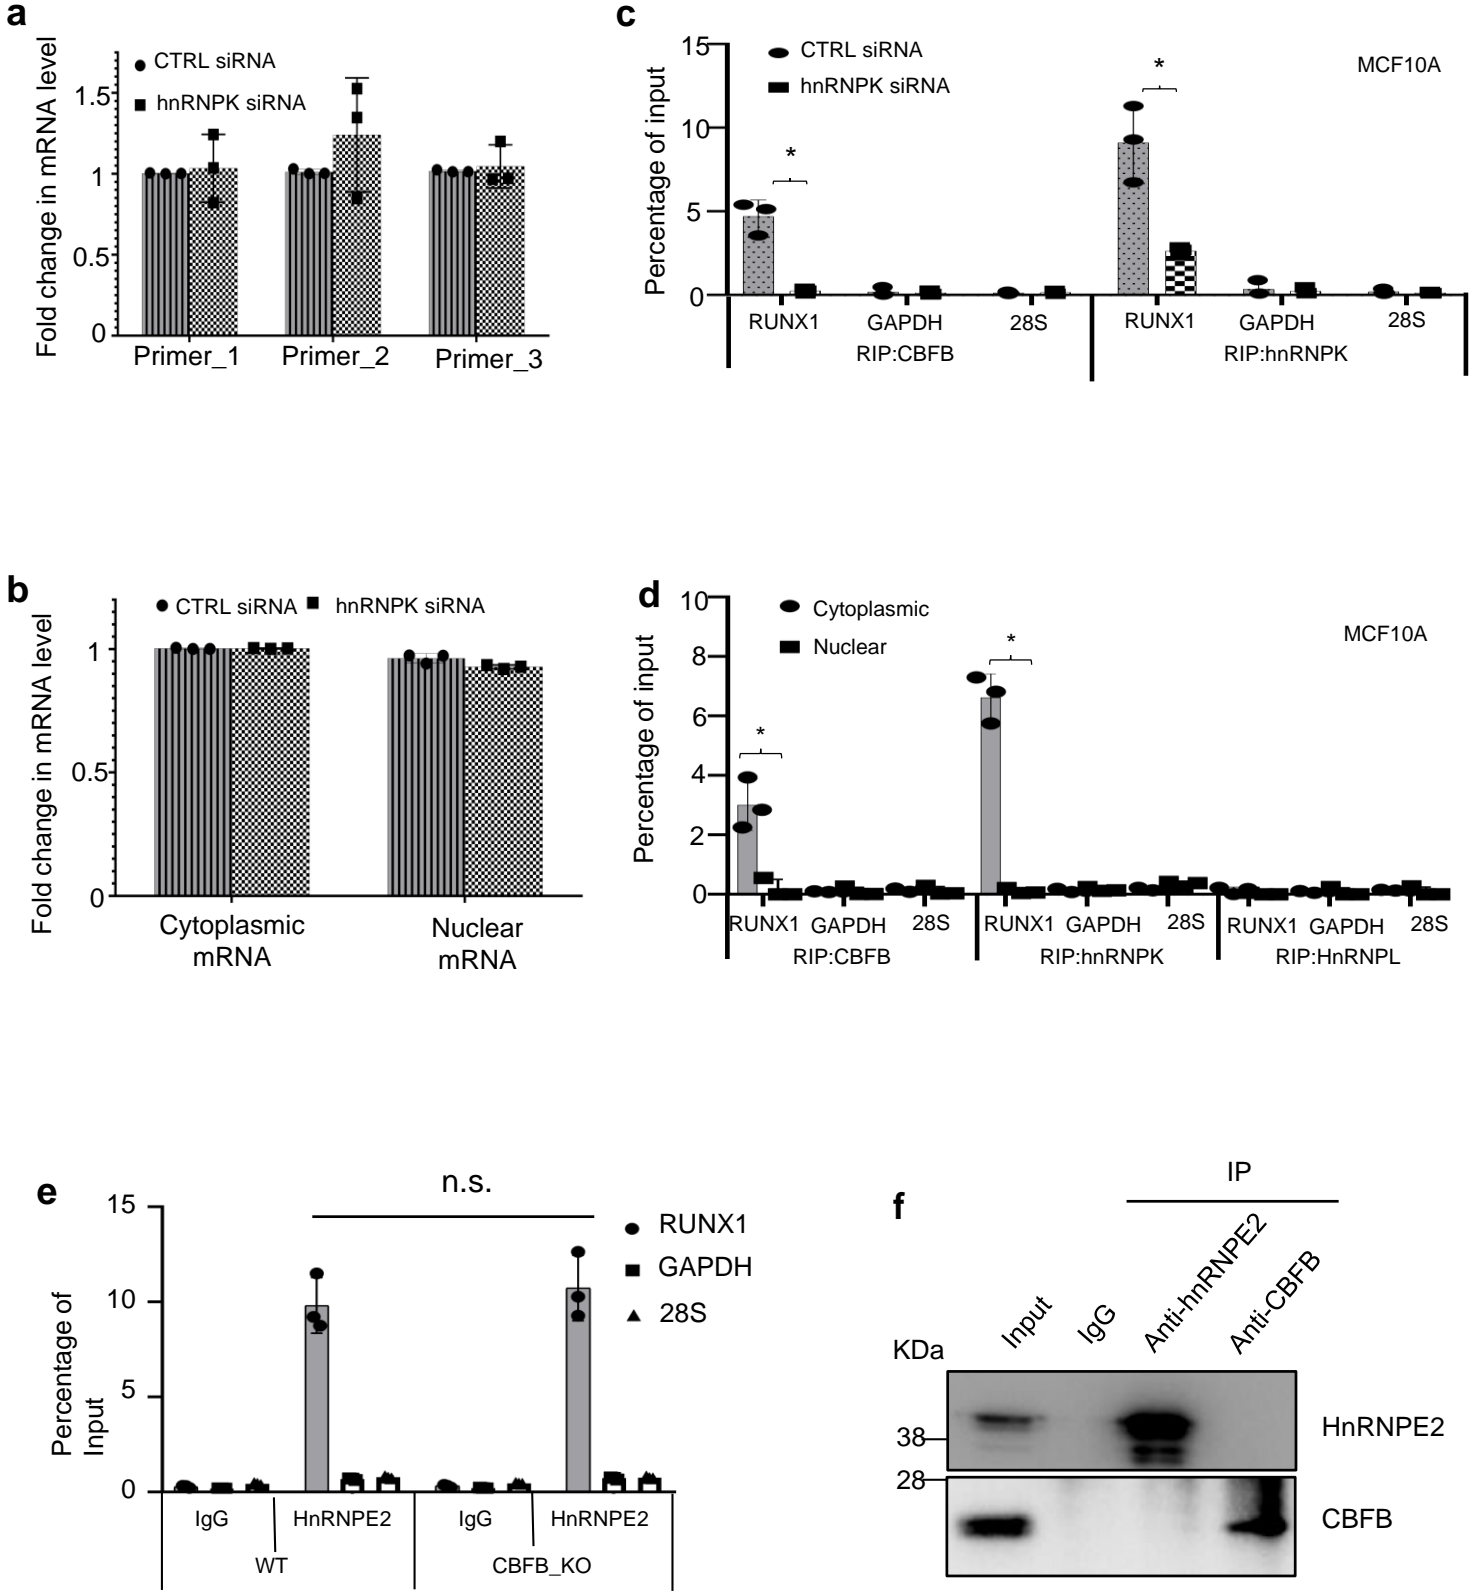 a
Fold change in mRNA level
CTRL siRNA
hnRNPK siRNA
1.5
1
0.5
0
Primer_1
Primer_2
Primer_3
c
Percentage of input
CTRL siRNA
hnRNPK siRNA
MCF10A
15
10
5
0
*
*
RUNX1
GAPDH
28S
RUNX1
GAPDH
28S
RIP:CBFB
RIP:hnRNPK
b
Fold change in mRNA level
CTRL siRNA
hnRNPK siRNA
1
0.5
0
Cytoplasmic
mRNA
Nuclear
mRNA
d
Percentage of input
Cytoplasmic
Nuclear
MCF10A
10
8
6
4
2
0
*
*
RUNX1
GAPDH
28S
RUNX1
GAPDH
28S
RUNX1
GAPDH
28S
RIP:CBFB
RIP:hnRNPK
RIP:HnRNPL
e
Percentage of
Input
n.s.
RUNX1
GAPDH
28S
15
10
5
0
IgG
HnRNPE2
IgG
HnRNPE2
WT
CBFB_KO
f
IP
Input
IgG
Anti-hnRNPE2
Anti-CBFB
KDa
38
28
HnRNPE2
CBFB